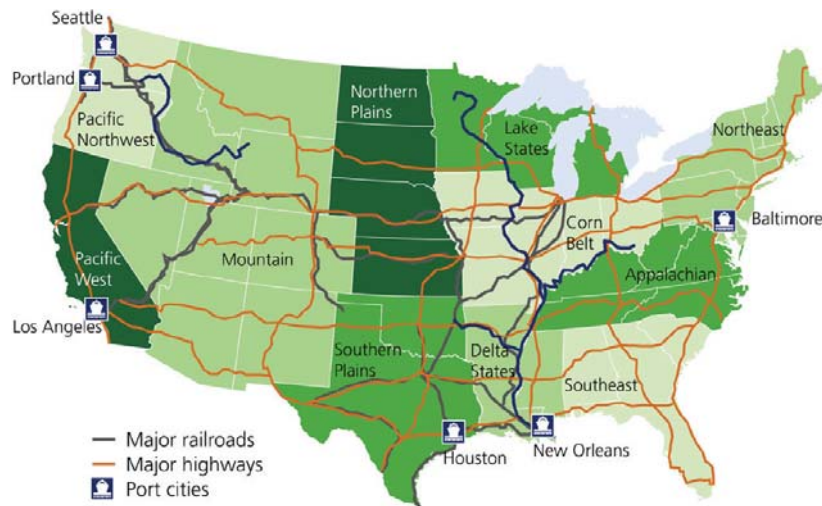 Seattle
Portland
Pacific
Northwest
Northern
Plains
Lake
States
Northeast
Baltimore
Corn
Belt
Mountain
Pacific
West
Appalachian
Los Angeles
Southern
Plains
Delta
States
Southeast
Major railroads
Major highways
Port cities
Houston
New Orleans